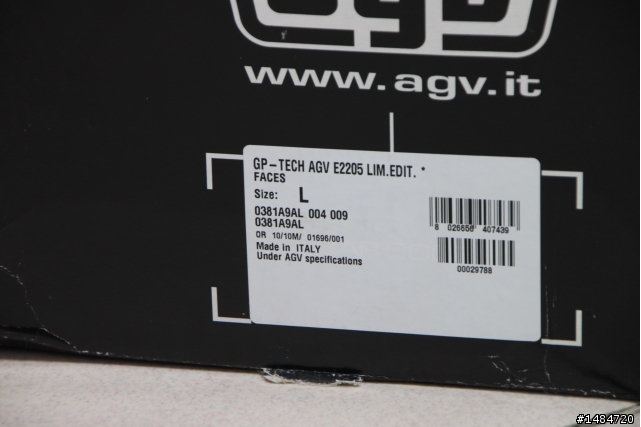 agv
www.agv.it
GP-TECH AGV E2205 LIM.EDIT. *
FACES
Size: L
0381A9AL 004 009
0381A9AL
OR 10/10M/ 01696/001
Made in ITALY
Under AGV specifications
8 026656 407439
00029788
#1484720